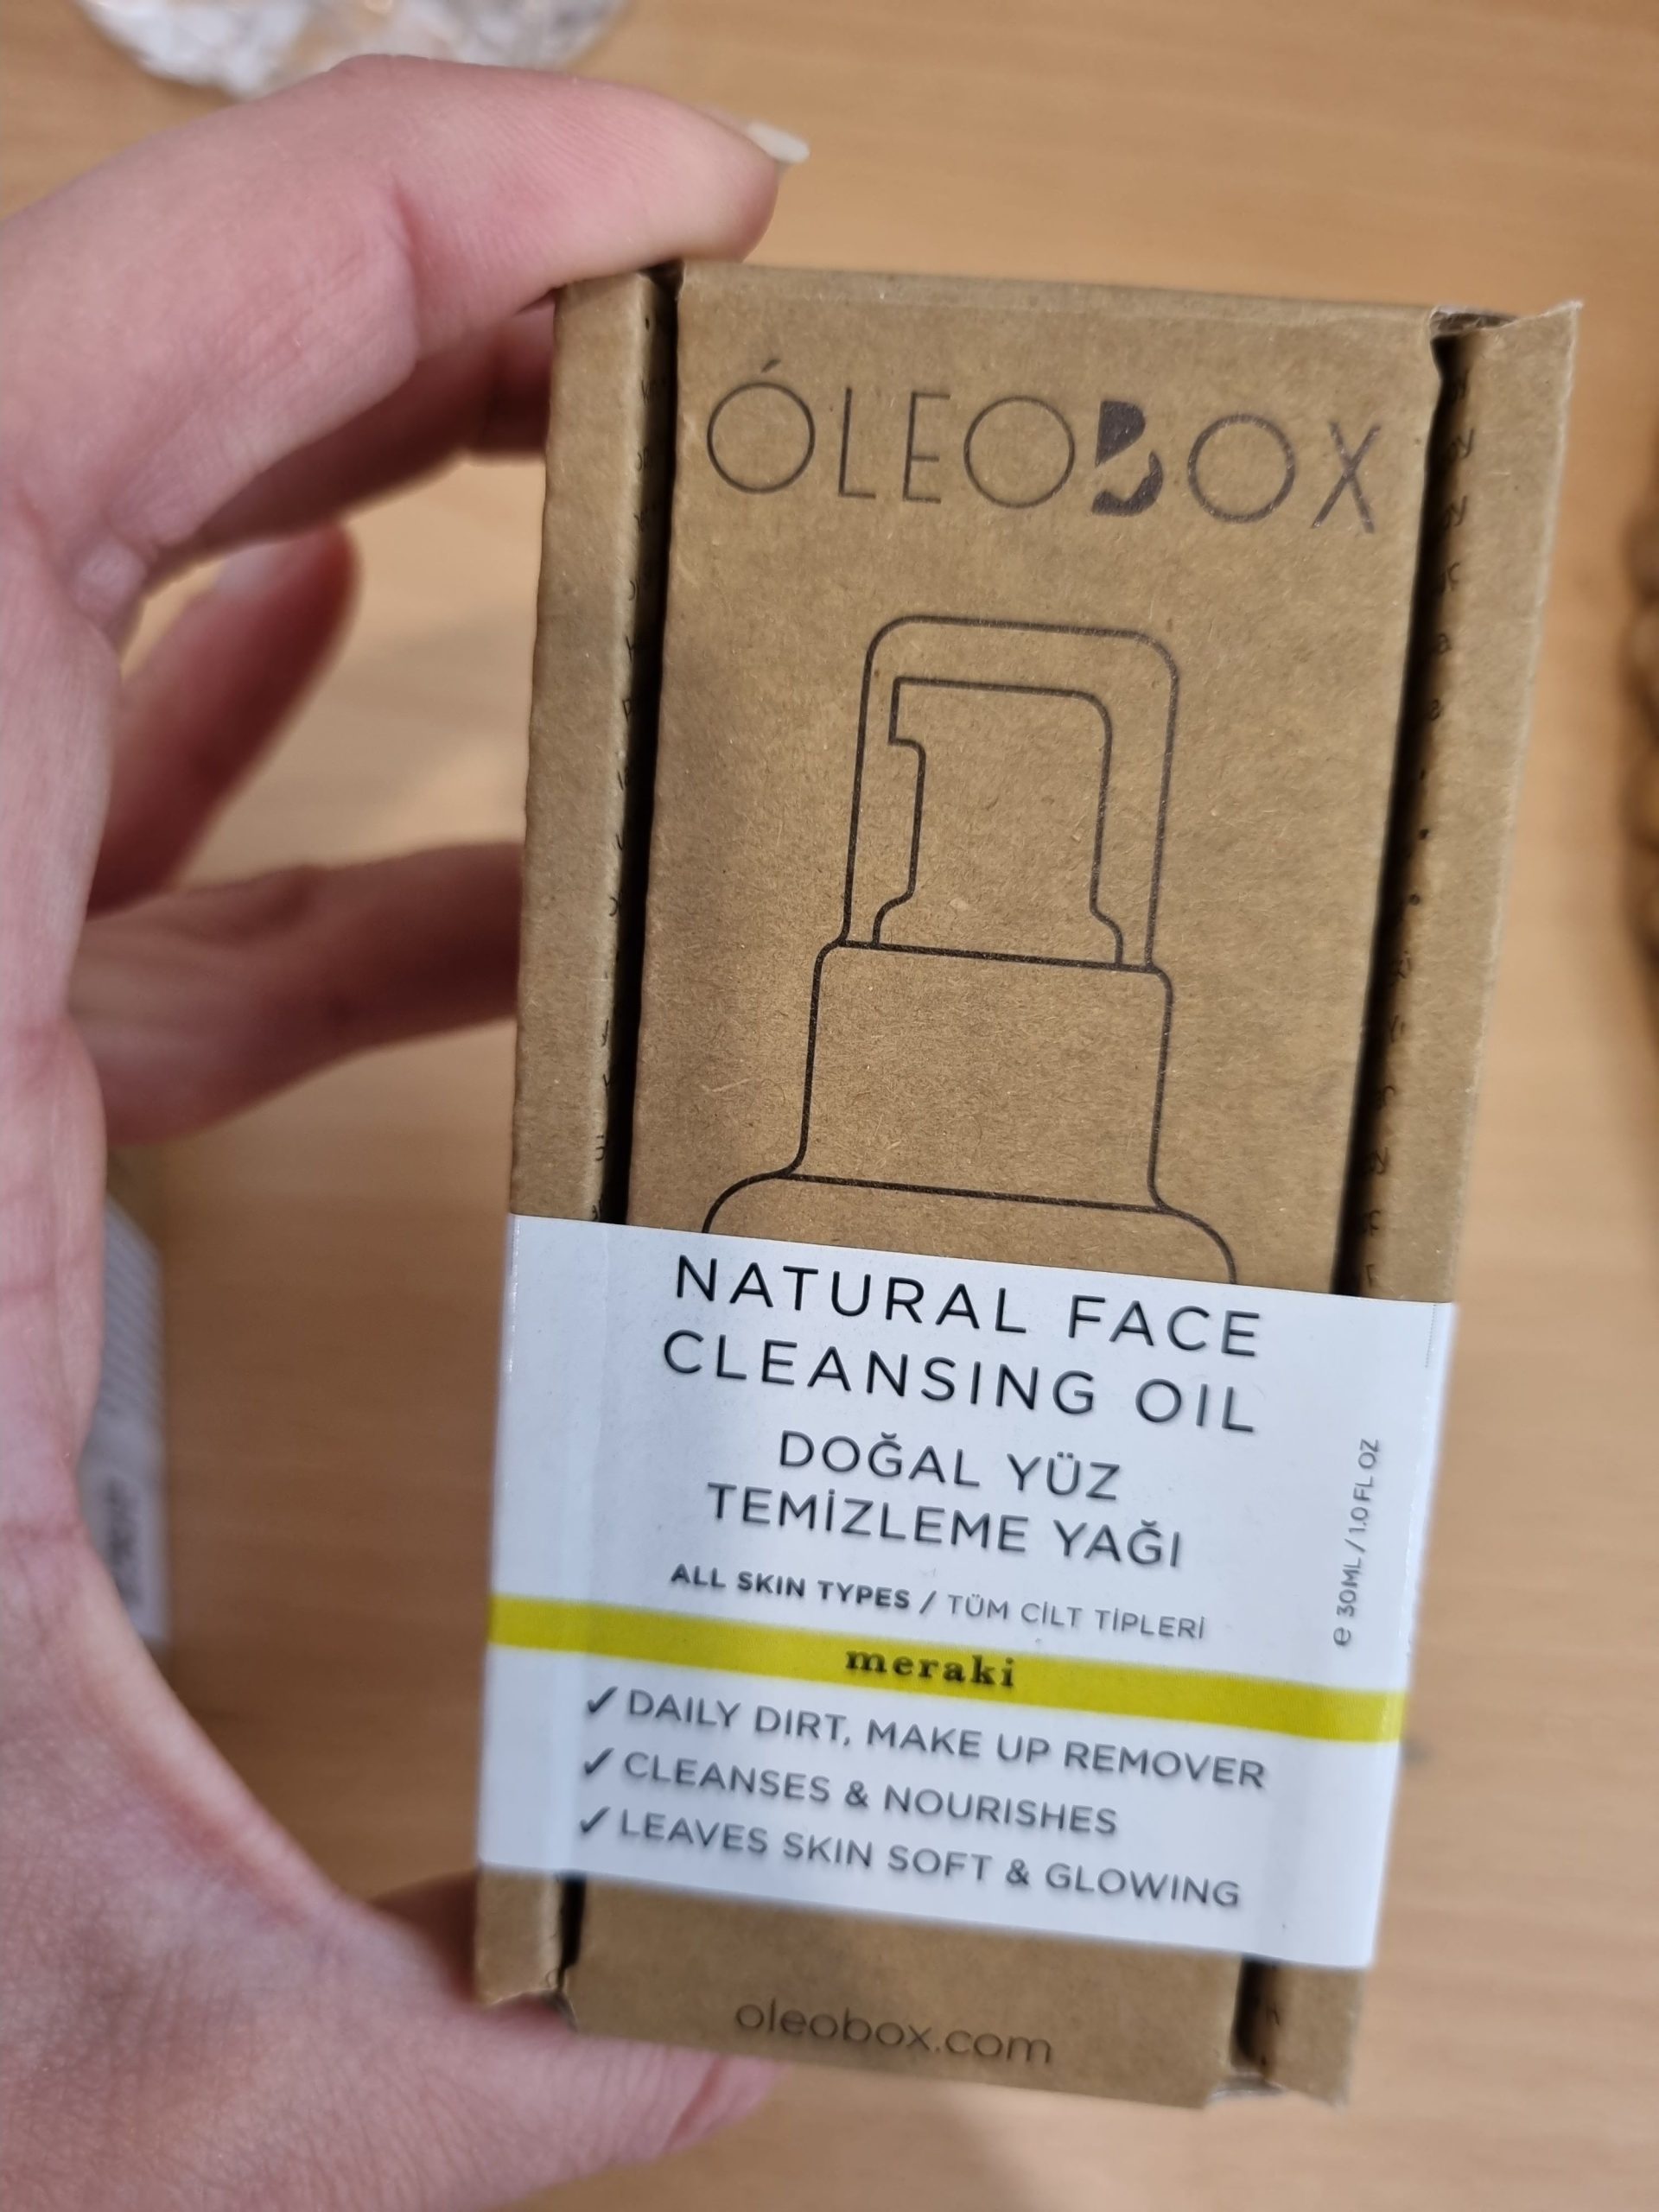 ÓLEOBOX
NATURAL FACE
CLEANSING OIL
DOĞAL YÜZ
TEMİZLEME YAĞI
ALL SKIN TYPES / TÜM CİLT TİPLERİ
e 30ML / 1.0 FL OZ
meraki
✓ DAILY DIRT, MAKE UP REMOVER
✓ CLEANSES & NOURISHES
✓ LEAVES SKIN SOFT & GLOWING
oleobox.com